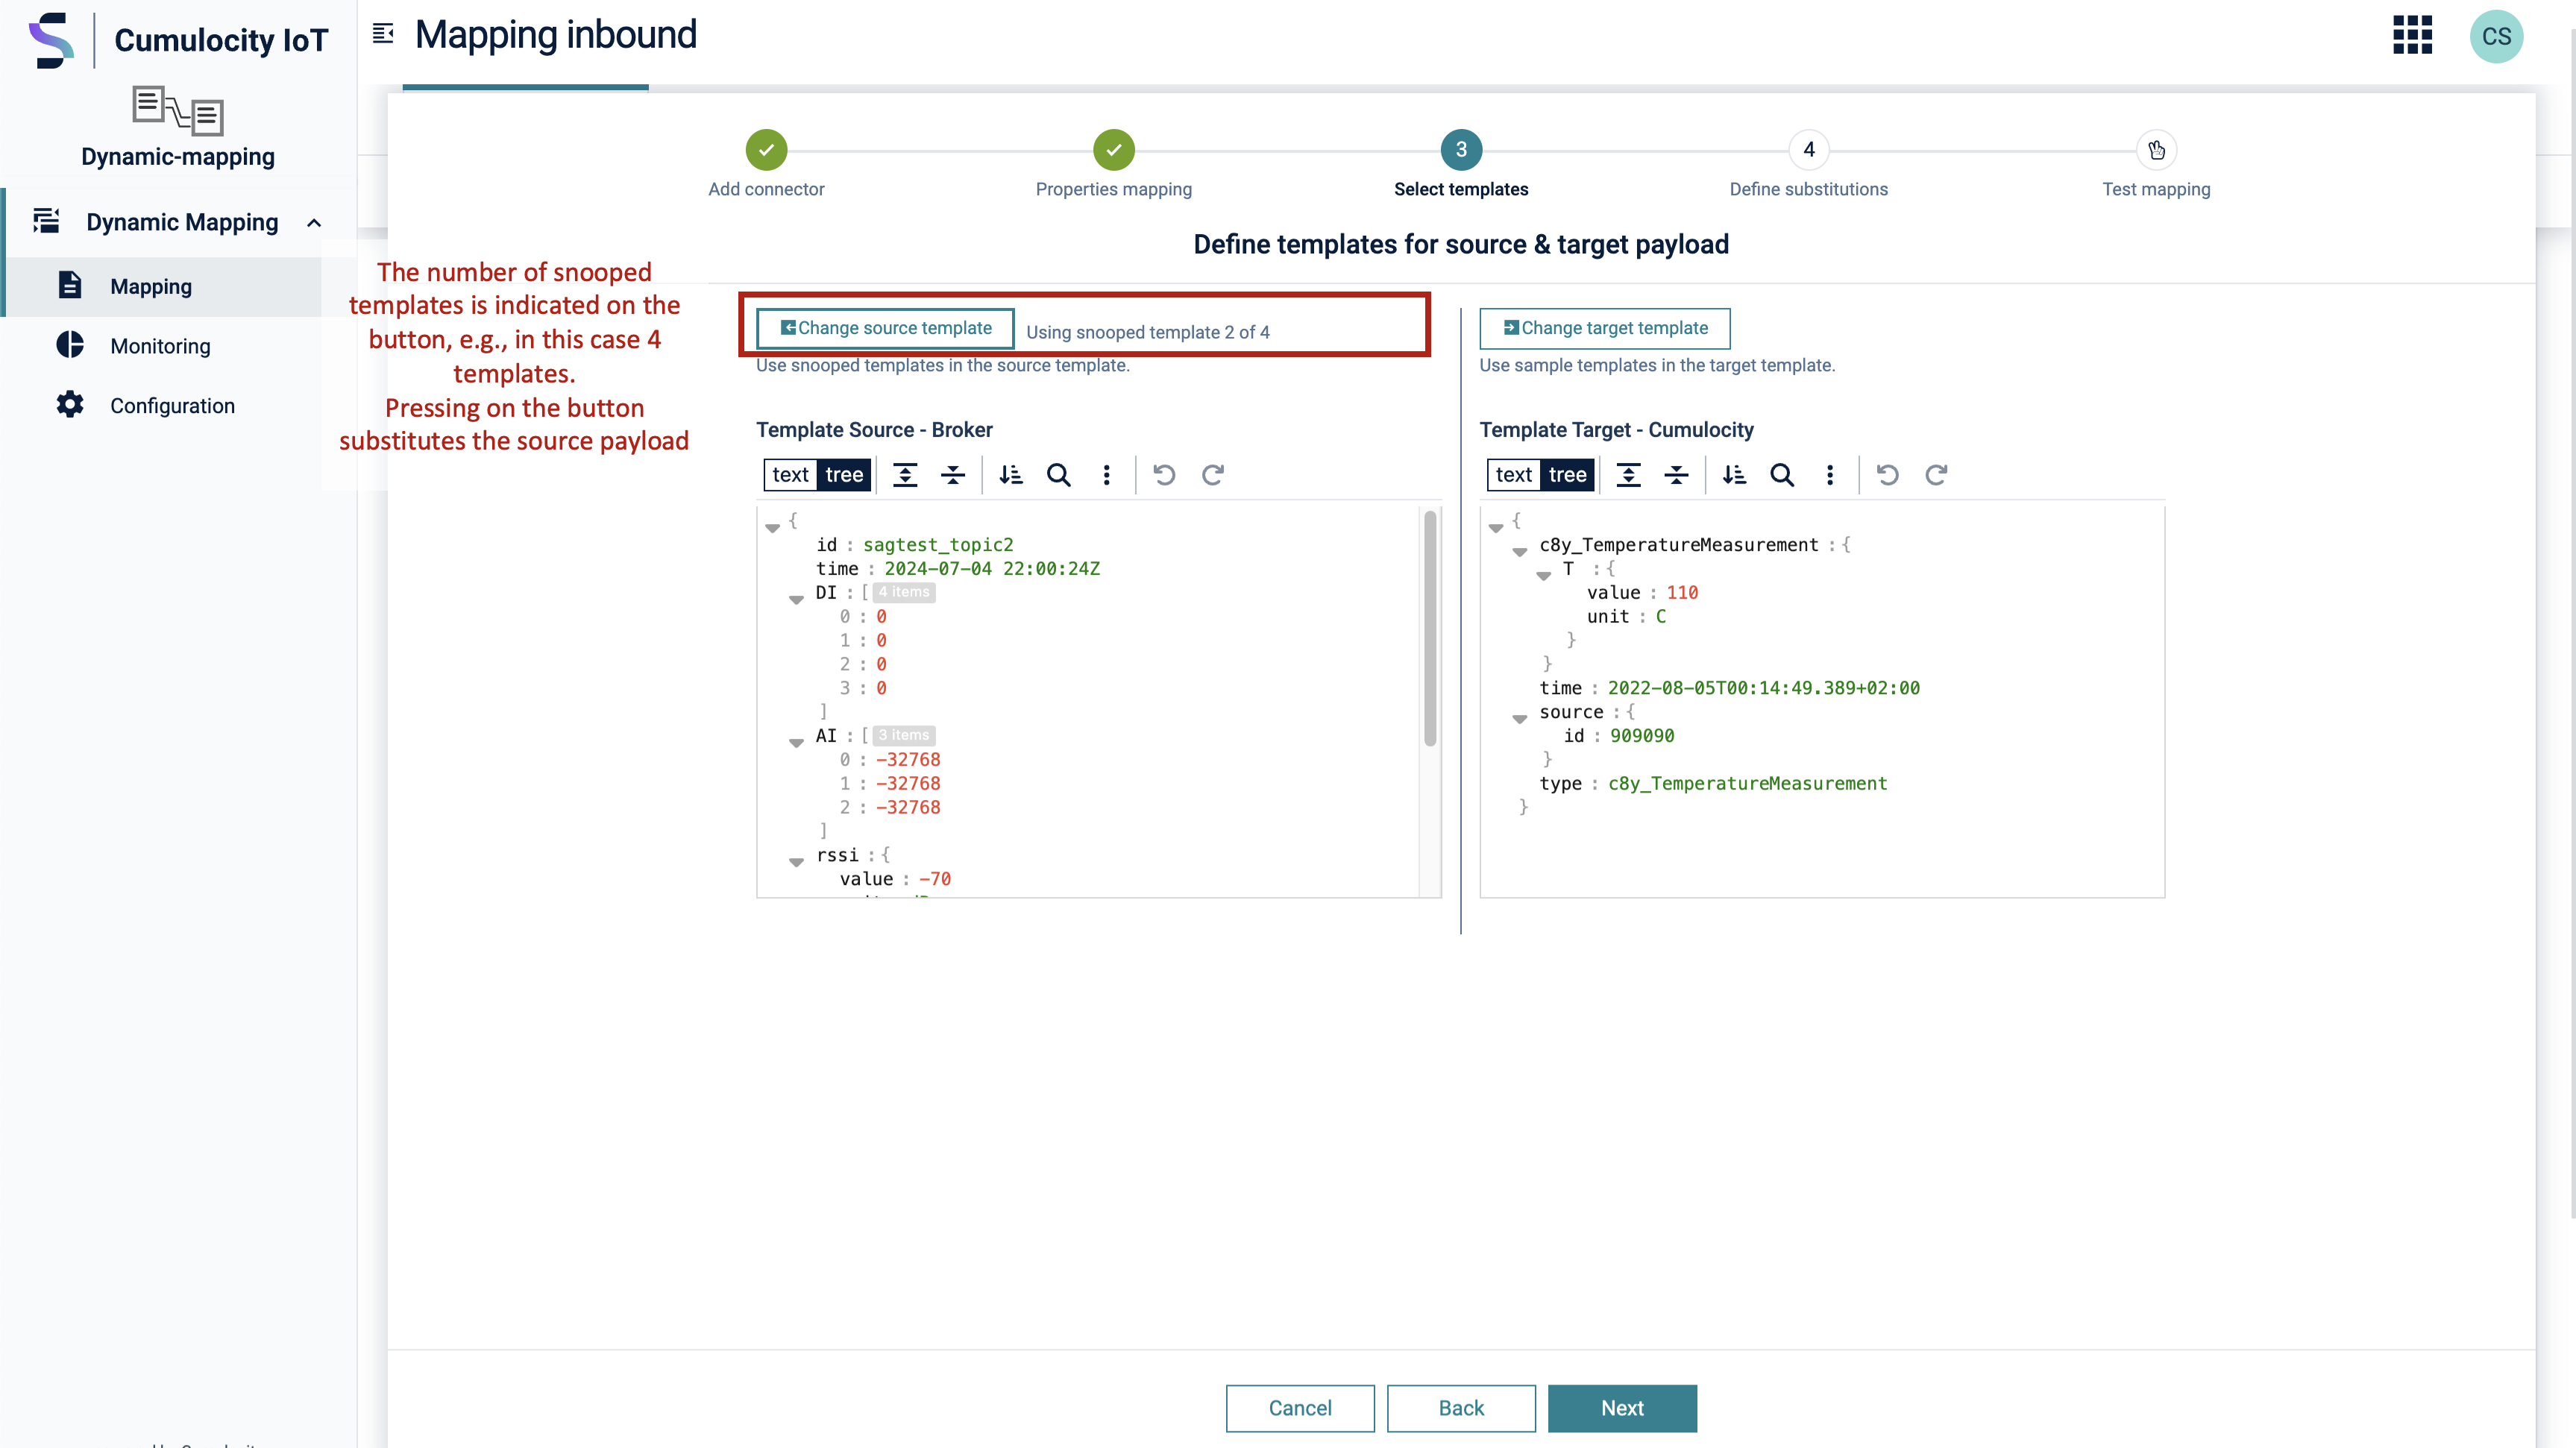 Cumulocity IoT
Mapping inbound
CS
Dynamic-mapping
Dynamic Mapping
Mapping
Monitoring
Configuration
3
4
Add connector
Properties mapping
Select templates
Define substitutions
Test mapping
Define templates for source & target payload
The number of snooped
templates is indicated on the
button, e.g., in this case 4
templates.
Pressing on the button
substitutes the source payload
Change source template
Using snooped template 2 of 4
Use snooped templates in the source template.
Template Source - Broker
text tree
{
id : sagtest_topic2
time : 2024-07-04 22:00:24Z
DI : [ 4 items
0 : 0
1 : 0
2 : 0
3 : 0
]
AI : [ 3 items
0 : -32768
1 : -32768
2 : -32768
]
rssi : {
value : -70
Change target template
Use sample templates in the target template.
Template Target - Cumulocity
text tree
{
c8y_TemperatureMeasurement : {
T : {
value : 110
unit : C
}
}
time : 2022-08-05T00:14:49.389+02:00
source : {
id : 909090
}
type : c8y_TemperatureMeasurement
}
Cancel
Back
Next